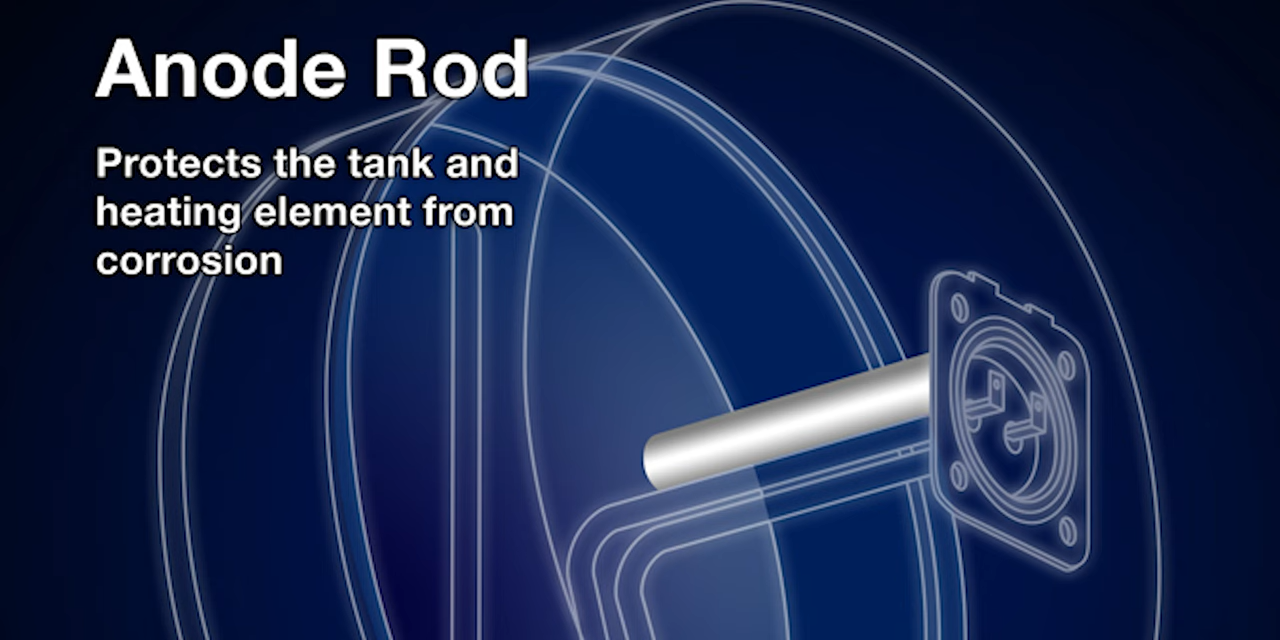 Anode Rod
Protects the tank and
heating element from
corrosion